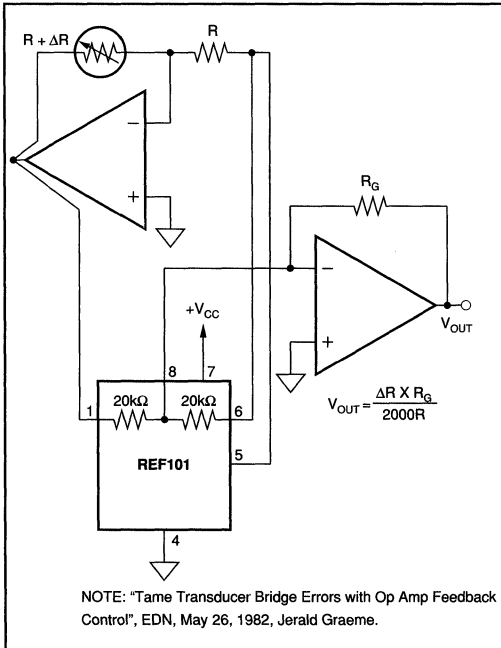 R + ΔR
R
−
+
R_G
−
+
+V_CC
V_OUT
8
7
1
20kΩ
20kΩ
6
V_OUT = ΔR X R_G / 2000R
REF101
5
4
NOTE: "Tame Transducer Bridge Errors with Op Amp Feedback
Control", EDN, May 26, 1982, Jerald Graeme.